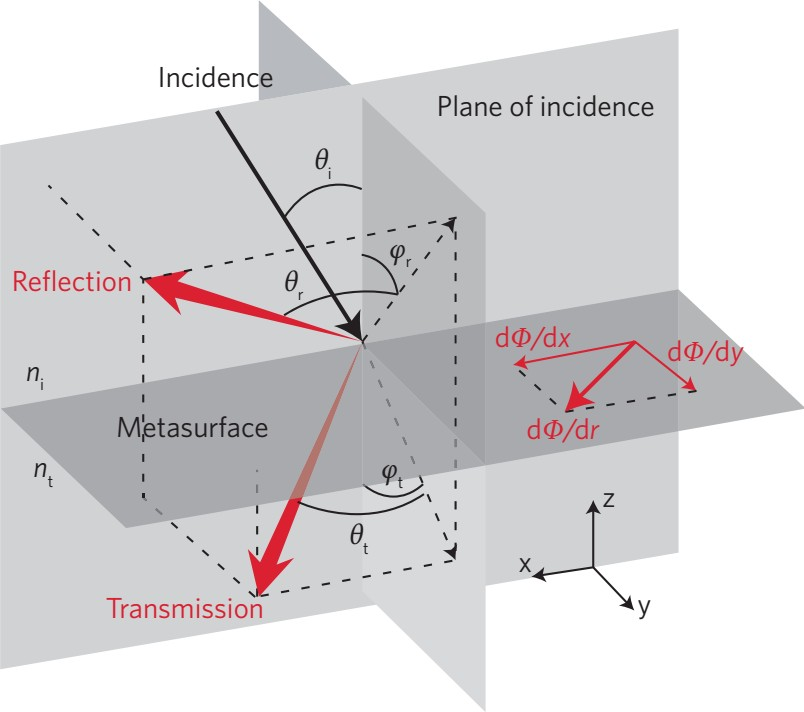 Incidence
Plane of incidence
θi
φr
Reflection
θr
dΦ/dx
dΦ/dy
ni
Metasurface
dΦ/dr
nt
φt
θt
z
x
Transmission
y